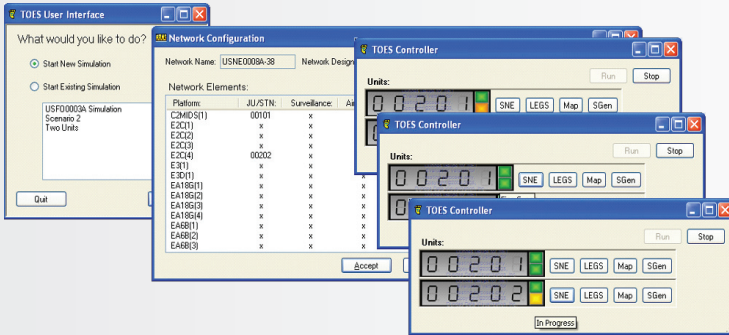 TOES User Interface
What would you like to do?
Start New Simulation
Start Existing Simulation
USF00003A Simulation
Scenario 2
Two Units
Quit
Network Configuration
Network Name: USNE0008A-38 Network Design
Network Elements:
Platform: JU/STN: Surveillance: Ai
C2MIDS(1) 00101 x
E2C(1) x x
E2C(2) x x
E2C(3) x x
E2C(4) 00202 x
E3(1) x x
E3D(1) x x
EA18G(1) x x
EA18G(2) x x
EA18G(3) x x
EA18G(4) x x
EA6B(1) x x x
EA6B(2) x x x
EA6B(3) x x x
Accept
TOES Controller
Run Stop
Units:
00201 SNE LEGS Map SGen
TOES Controller
Run Stop
Units:
00201 SNE LEGS Map SGen
TOES Controller
Run Stop
Units:
00201 SNE LEGS Map SGen
00202 SNE LEGS Map SGen
In Progress